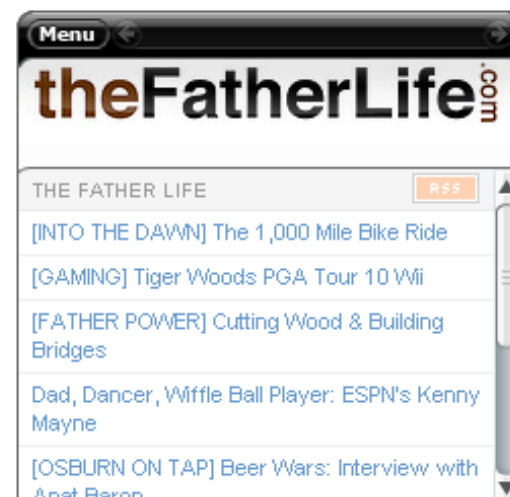 Menu
theFatherLife.com
THE FATHER LIFE RSS
[INTO THE DAWN] The 1,000 Mile Bike Ride
[GAMING] Tiger Woods PGA Tour 10 Wii
[FATHER POWER] Cutting Wood & Building
Bridges
Dad, Dancer, Wiffle Ball Player: ESPN's Kenny
Mayne
[OSBURN ON TAP] Beer Wars: Interview with
Anat Baron